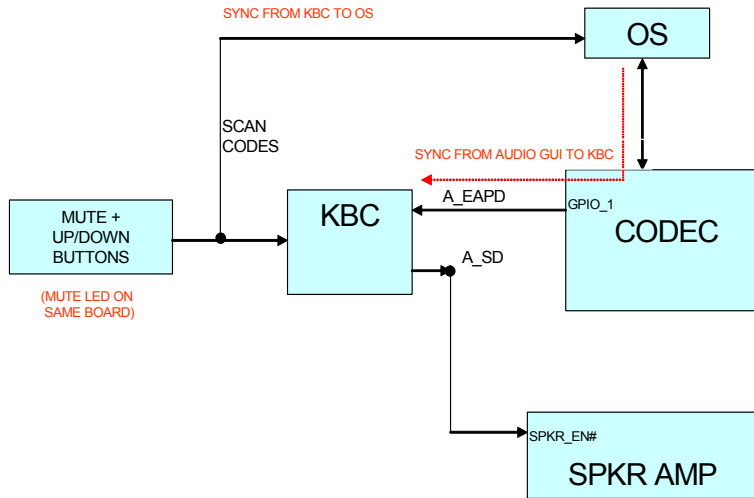 SYNC FROM KBC TO OS
OS
SCAN
CODES
SYNC FROM AUDIO GUI TO KBC
MUTE +
UP/DOWN
BUTTONS
KBC
A_EAPD
GPIO_1
CODEC
A_SD
(MUTE LED ON
SAME BOARD)
SPKR_EN#
SPKR AMP